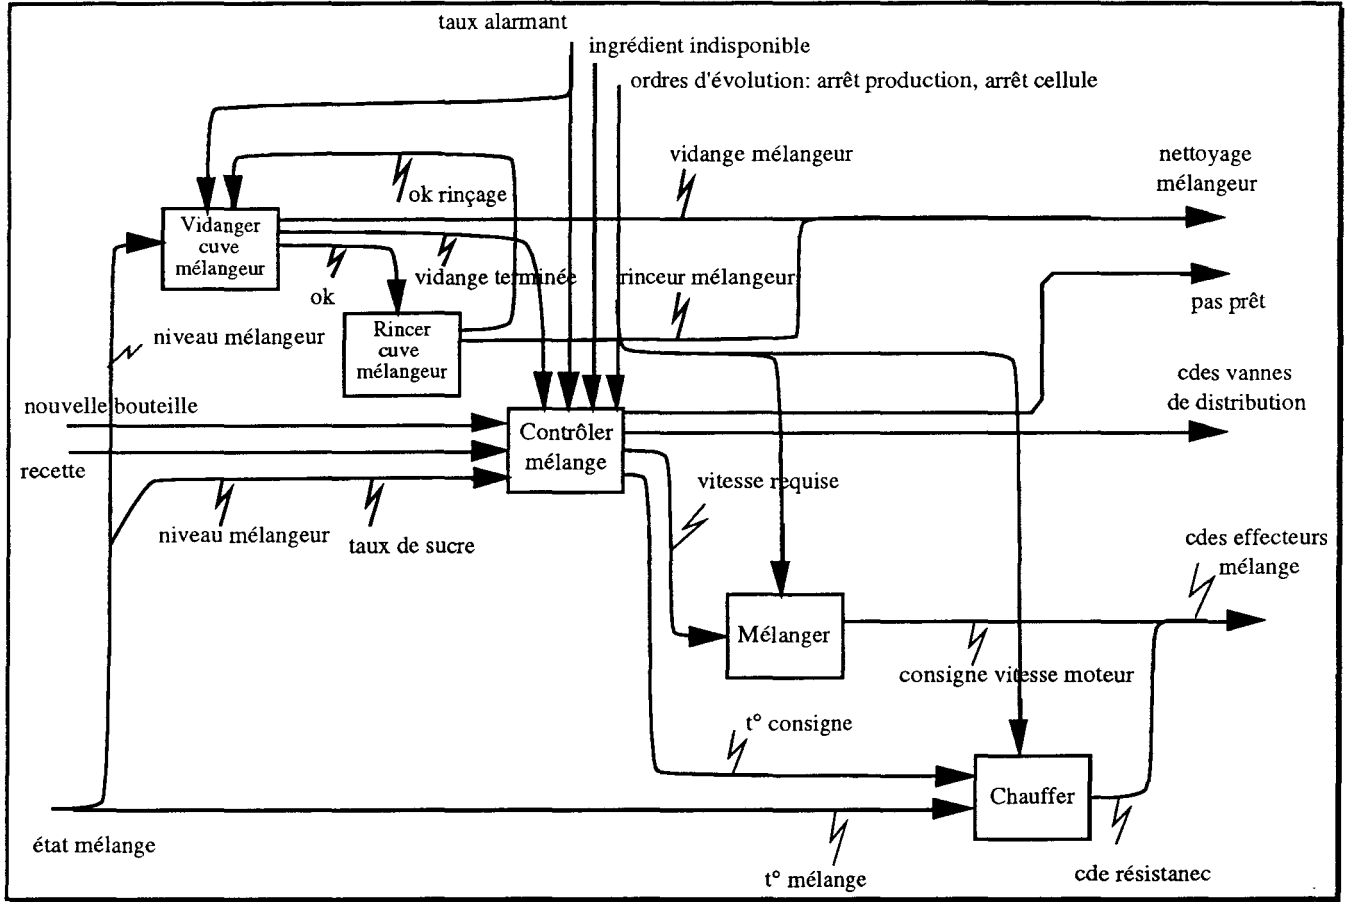 taux alarmant
ingrédient indisponible
ordres d'évolution: arrêt production, arrêt cellule
vidange mélangeur
nettoyage
mélangeur
ok rinçage
Vidanger
cuve
mélangeur
vidange terminée
rinceur mélangeur
ok
pas prêt
niveau mélangeur
Rincer
cuve
mélangeur
cdes vannes
de distribution
nouvelle bouteille
Contrôler
mélange
recette
vitesse requise
niveau mélangeur
taux de sucre
cdes effecteurs
mélange
Mélanger
consigne vitesse moteur
t° consigne
Chauffer
état mélange
t° mélange
cde résistanec